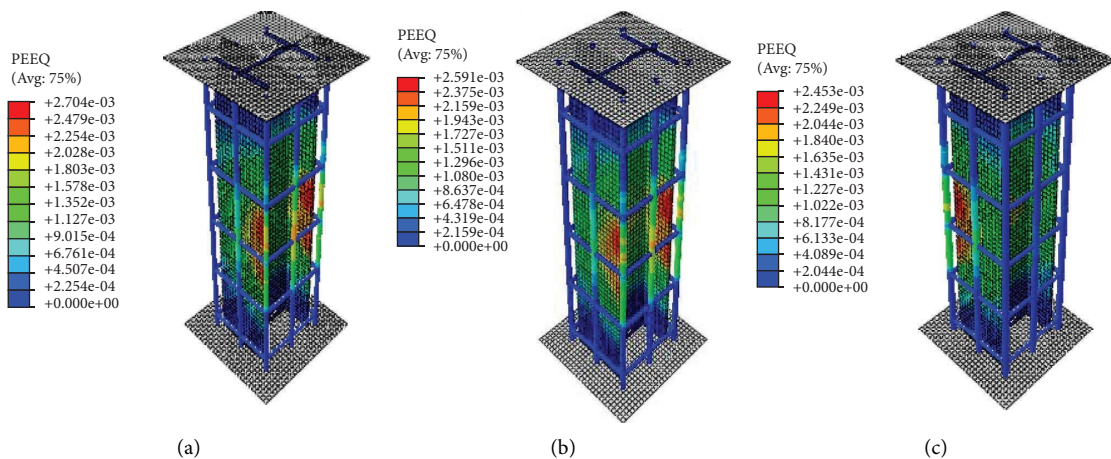 PEEQ
(Avg: 75%)
+2.704e-03
+2.479e-03
+2.254e-03
+2.028e-03
+1.803e-03
+1.578e-03
+1.352e-03
+1.127e-03
+9.015e-04
+6.761e-04
+4.507e-04
+2.254e-04
+0.000e+00
(a)
PEEQ
(Avg: 75%)
+2.591e-03
+2.375e-03
+2.159e-03
+1.943e-03
+1.727e-03
+1.511e-03
+1.296e-03
+1.080e-03
+8.637e-04
+6.478e-04
+4.319e-04
+2.159e-04
+0.000e+00
(b)
PEEQ
(Avg: 75%)
+2.453e-03
+2.249e-03
+2.044e-03
+1.840e-03
+1.635e-03
+1.431e-03
+1.227e-03
+1.022e-03
+8.177e-04
+6.133e-04
+4.089e-04
+2.044e-04
+0.000e+00
(c)